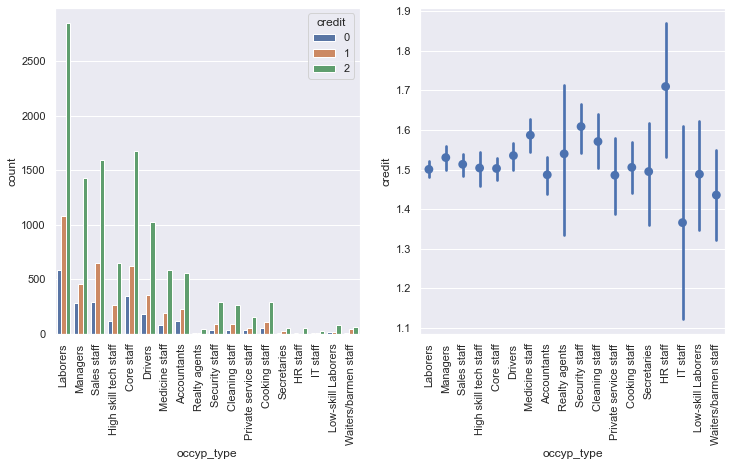 credit
0
1
2
2500
2000
1500
1000
500
0
count
Laborers
Managers
Sales staff
High skill tech staff
Core staff
Drivers
Medicine staff
Accountants
Realty agents
Security staff
Cleaning staff
Private service staff
Cooking staff
Secretaries
HR staff
IT staff
Low-skill Laborers
Waiters/barmen staff
occyp_type
1.9
1.8
1.7
1.6
1.5
1.4
1.3
1.2
1.1
credit
Laborers
Managers
Sales staff
High skill tech staff
Core staff
Drivers
Medicine staff
Accountants
Realty agents
Security staff
Cleaning staff
Private service staff
Cooking staff
Secretaries
HR staff
IT staff
Low-skill Laborers
Waiters/barmen staff
occyp_type